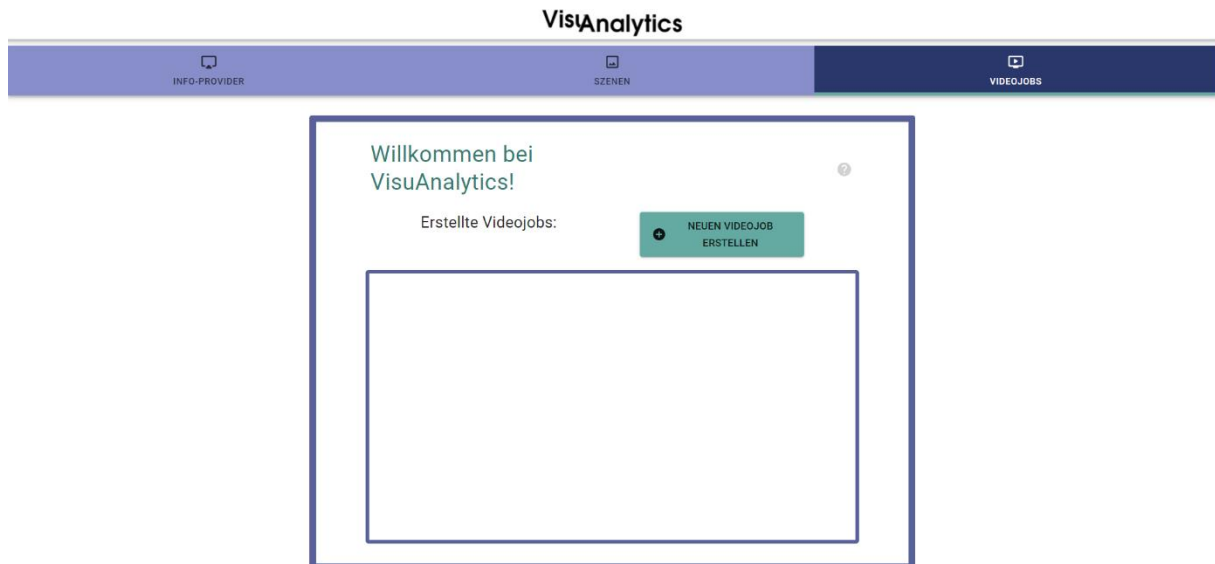 VisuAnalytics
INFO-PROVIDER
SZENEN
VIDEOJOBS
Willkommen bei
VisuAnalytics!
Erstellte Videojobs:
NEUEN VIDEOJOB
ERSTELLEN